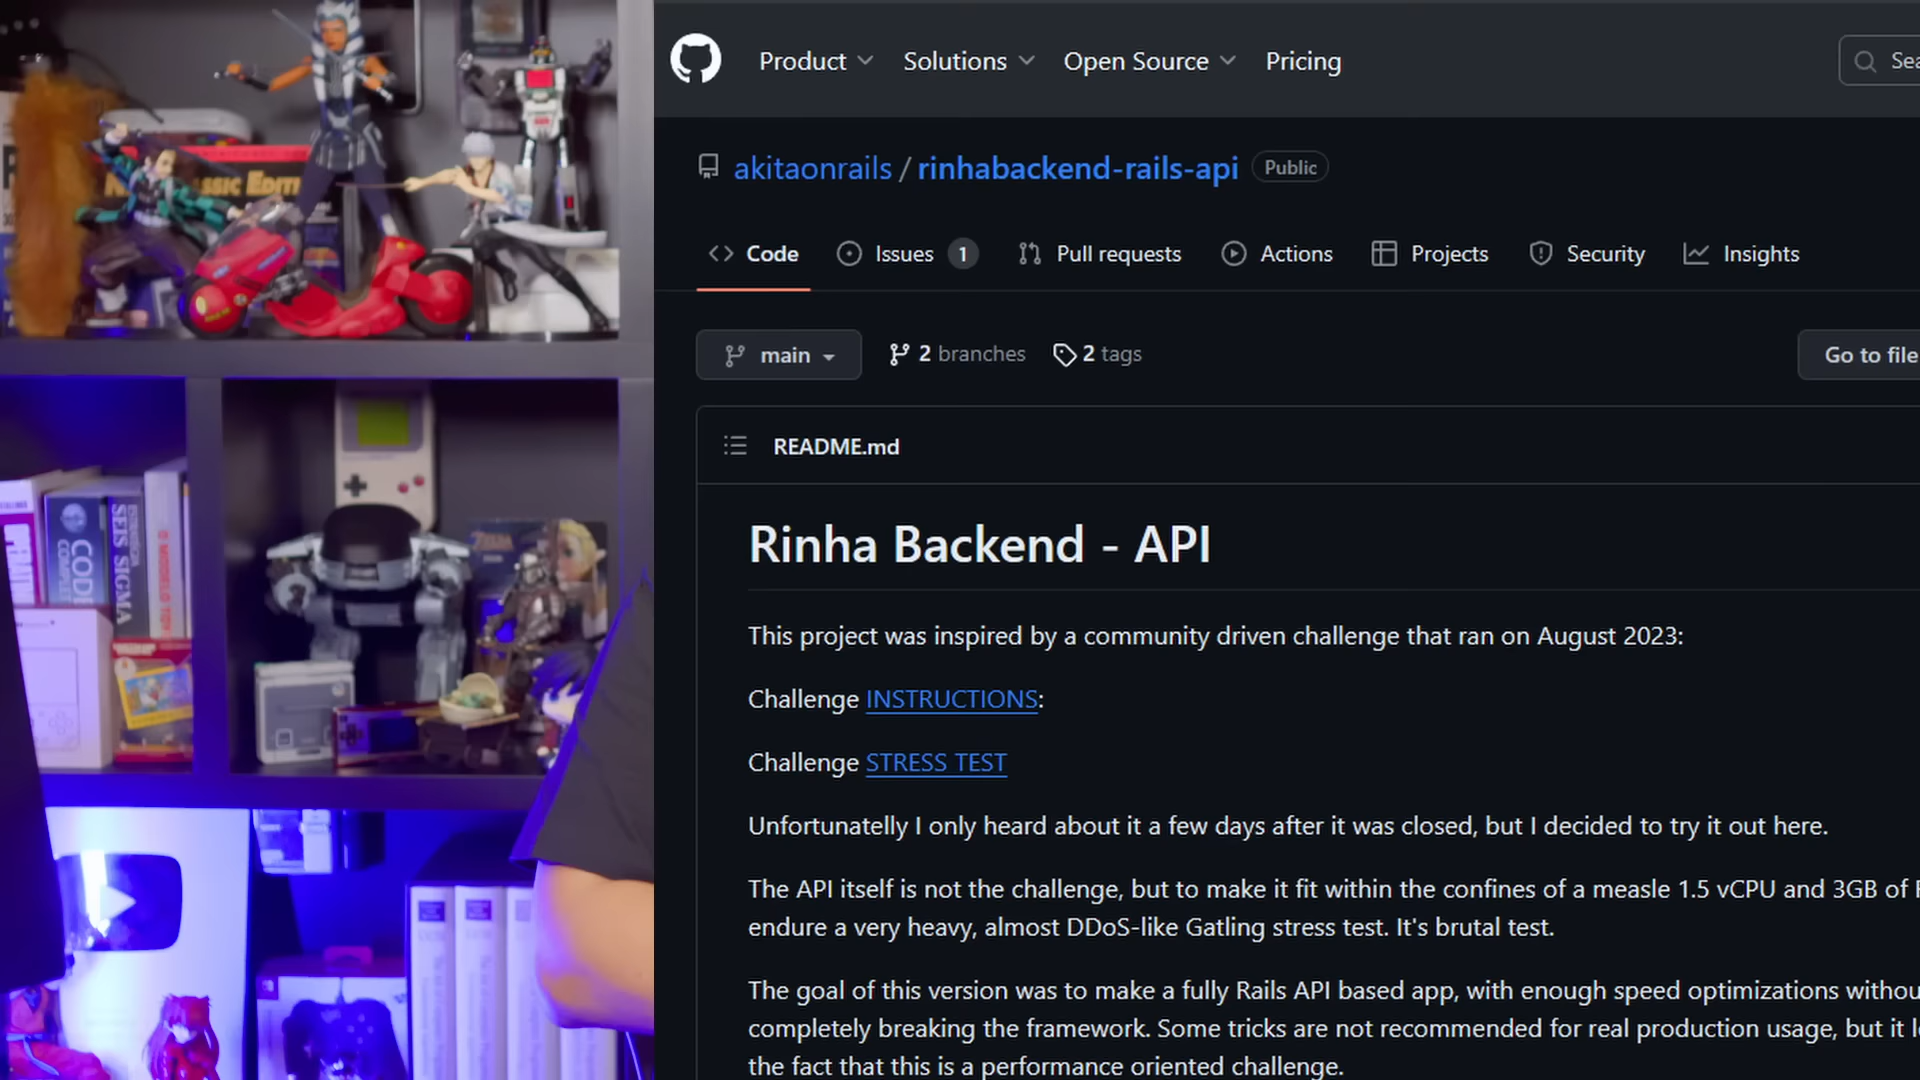 Product
Solutions
Open Source
Pricing
Sea
akitaonrails / rinhabackend-rails-api
Public
Code
Issues 1
Pull requests
Actions
Projects
Security
Insights
main
2 branches
2 tags
Go to file
README.md
Rinha Backend - API
This project was inspired by a community driven challenge that ran on August 2023:
Challenge INSTRUCTIONS:
Challenge STRESS TEST
Unfortunatelly I only heard about it a few days after it was closed, but I decided to try it out here.
The API itself is not the challenge, but to make it fit within the confines of a measle 1.5 vCPU and 3GB of
endure a very heavy, almost DDoS-like Gatling stress test. It's brutal test.
The goal of this version was to make a fully Rails API based app, with enough speed optimizations withou
completely breaking the framework. Some tricks are not recommended for real production usage, but it
the fact that this is a performance oriented challenge.
SEIS SIGMA